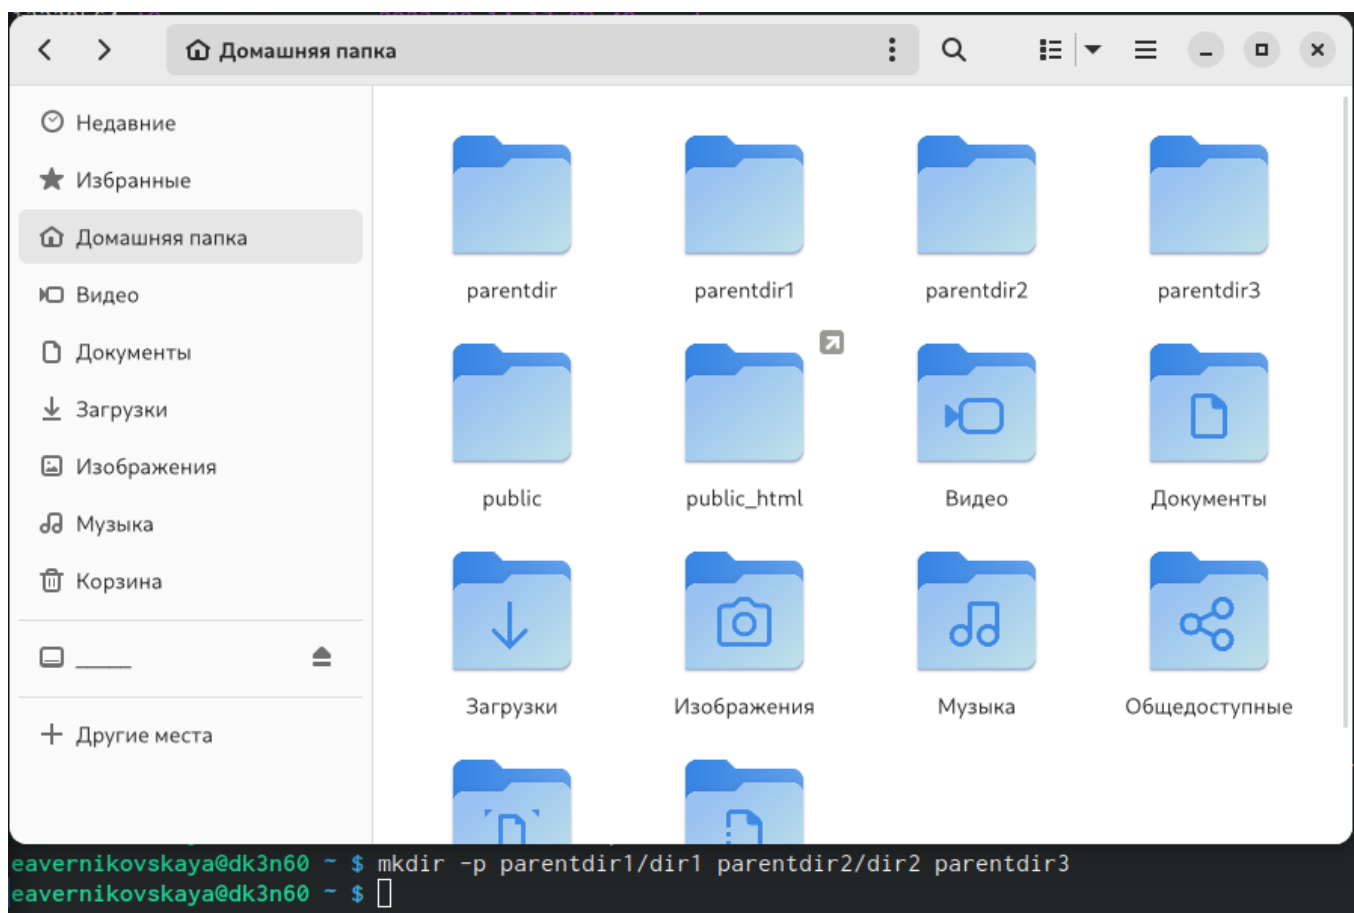 Домашняя папка
Недавние
Избранные
Домашняя папка
Видео
Документы
Загрузки
Изображения
Музыка
Корзина
_____
Другие места
parentdir
parentdir1
parentdir2
parentdir3
public
public_html
Видео
Документы
Загрузки
Изображения
Музыка
Общедоступные
eavernikovskaya@dk3n60 ~ $ mkdir -p parentdir1/dir1 parentdir2/dir2 parentdir3
eavernikovskaya@dk3n60 ~ $